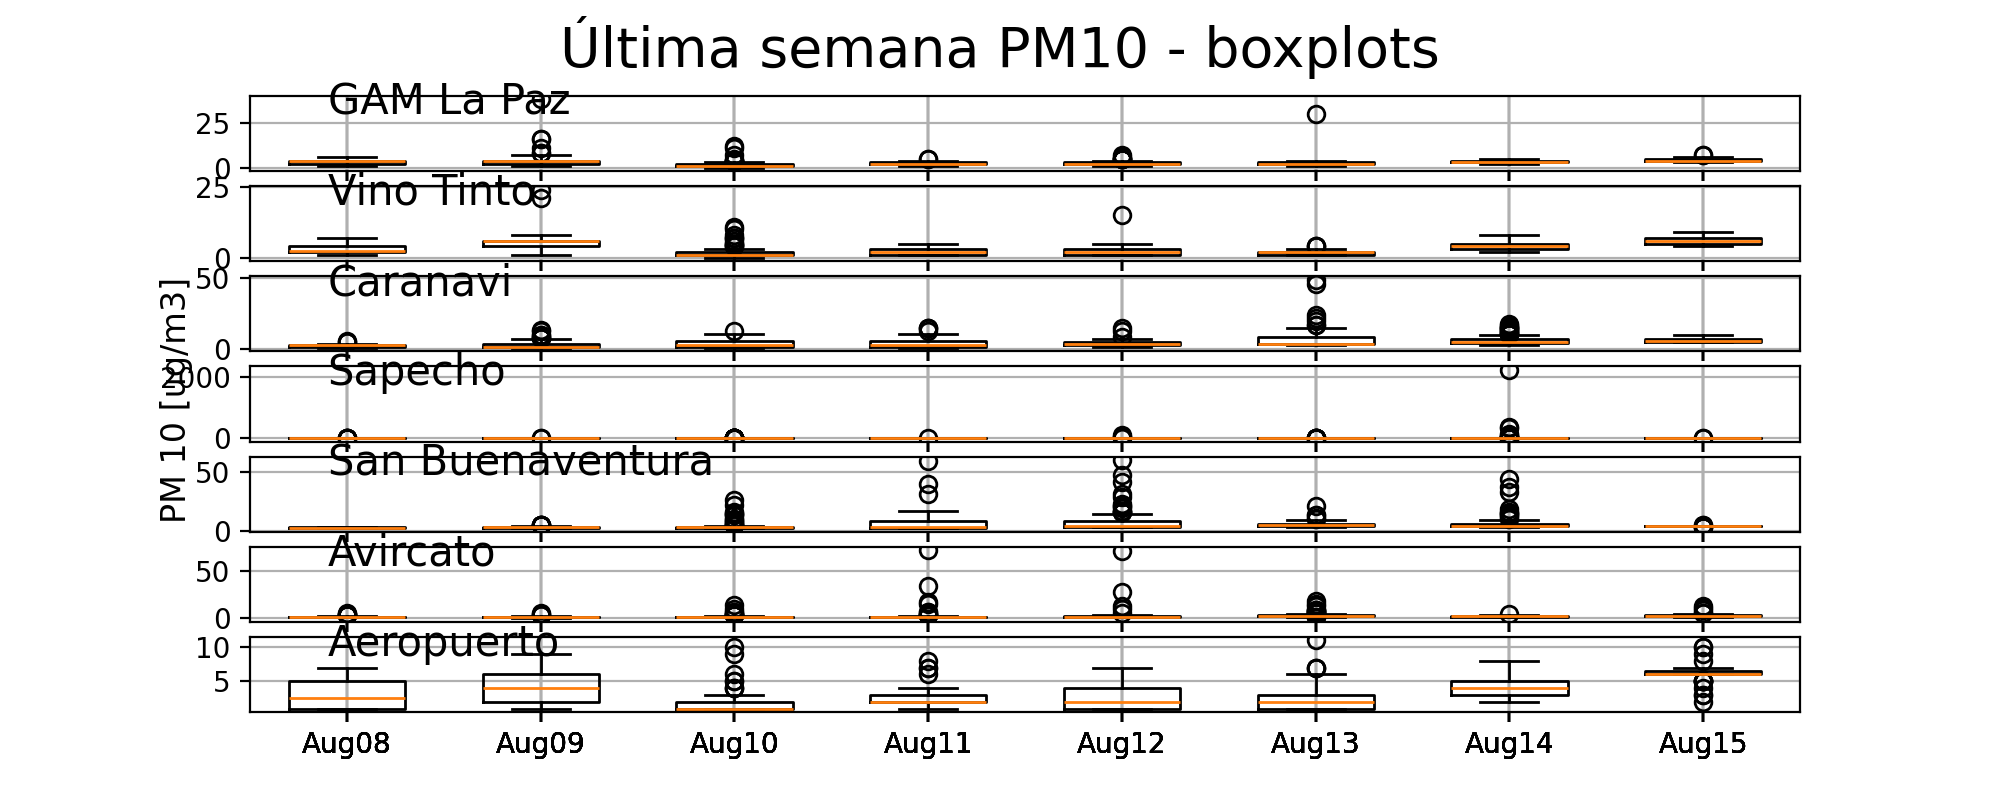 Última semana PM10 - boxplots
GAM La Paz
25
0
Vino Tinto
25
0
Caranavi
50
0
PM 10 [ug/m3]
Sapecho
2000
0
San Buenaventura
50
0
Avircato
50
0
Aeropuerto
10
5
Aug08 Aug09 Aug10 Aug11 Aug12 Aug13 Aug14 Aug15